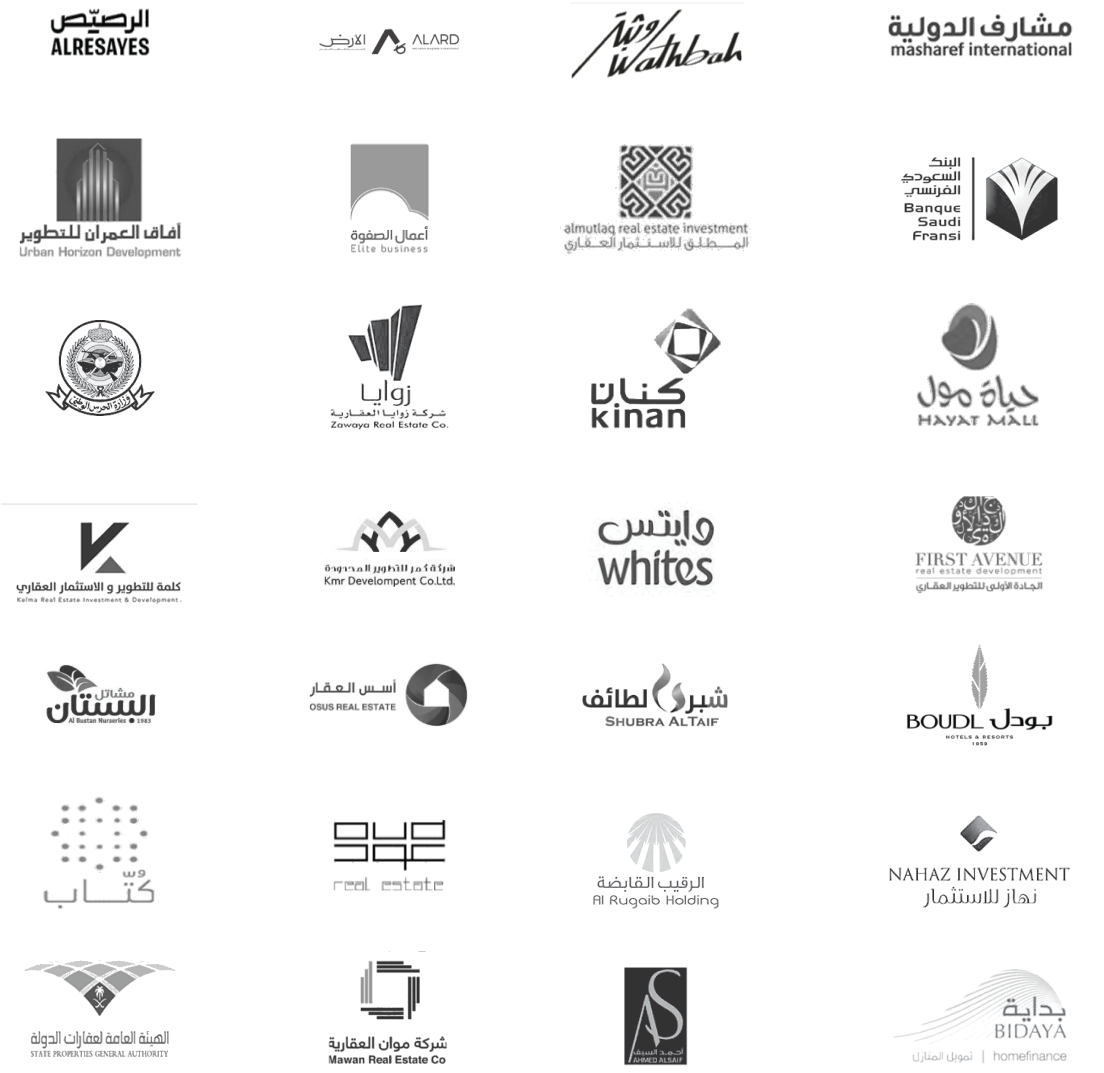 الرصيّص
ALRESAYES
الارض
ALARD
وثبة
Wathbah
مشارف الدولية
masharef international
آفاق العمران للتطوير
Urban Horizon Development
أعمال الصفوة
Elite business
almutlaq real estate investment
المطلق للاستثمار العقاري
البنك
السعودي
الفرنسي
Banque
Saudi
Fransi
وزارة الحرس الوطني
زوايا
شركة زوايا العقارية
Zawaya Real Estate Co.
كنان
kinan
حياة مول
HAYAT MALL
كلمة للتطوير و الاستثمار العقاري
Kelma Real Estate Investment & Development.
شركة كمر للتطوير المحدودة
Kmr Develompent Co.Ltd.
وايتس
whites
FIRST AVENUE
real estate development
الجادة الأولى للتطوير العقاري
مشاتل
البستان
Al Bustan Nurseries 1983
أسس العقار
OSUS REAL ESTATE
شبرى لطائف
SHUBRA ALTAIF
BOUDL بودل
HOTELS & RESORTS
1959
كُتّاب
oud
عود
real estate
الرقيب القابضة
Al Rugaib Holding
NAHAZ INVESTMENT
نهاز للاستثمار
الهيئة العامة لعقارات الدولة
STATE PROPERTIES GENERAL AUTHORITY
شركة موان العقارية
Mawan Real Estate Co
AS
أحمد السيف
AHMED ALSAIF
بداية
BIDAYA
تمويل المنازل | homefinance